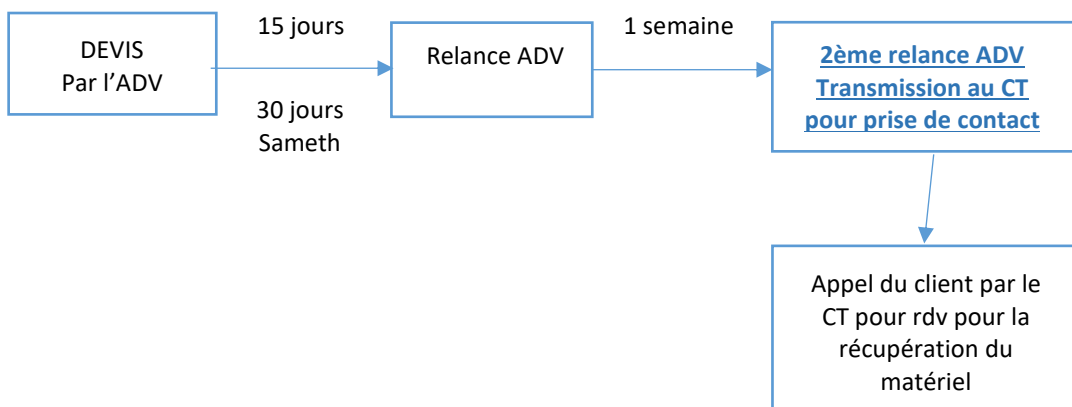 DEVIS
Par l’ADV
15 jours
30 jours
Sameth
Relance ADV
1 semaine
2ème relance ADV
Transmission au CT
pour prise de contact
Appel du client par le
CT pour rdv pour la
récupération du
matériel